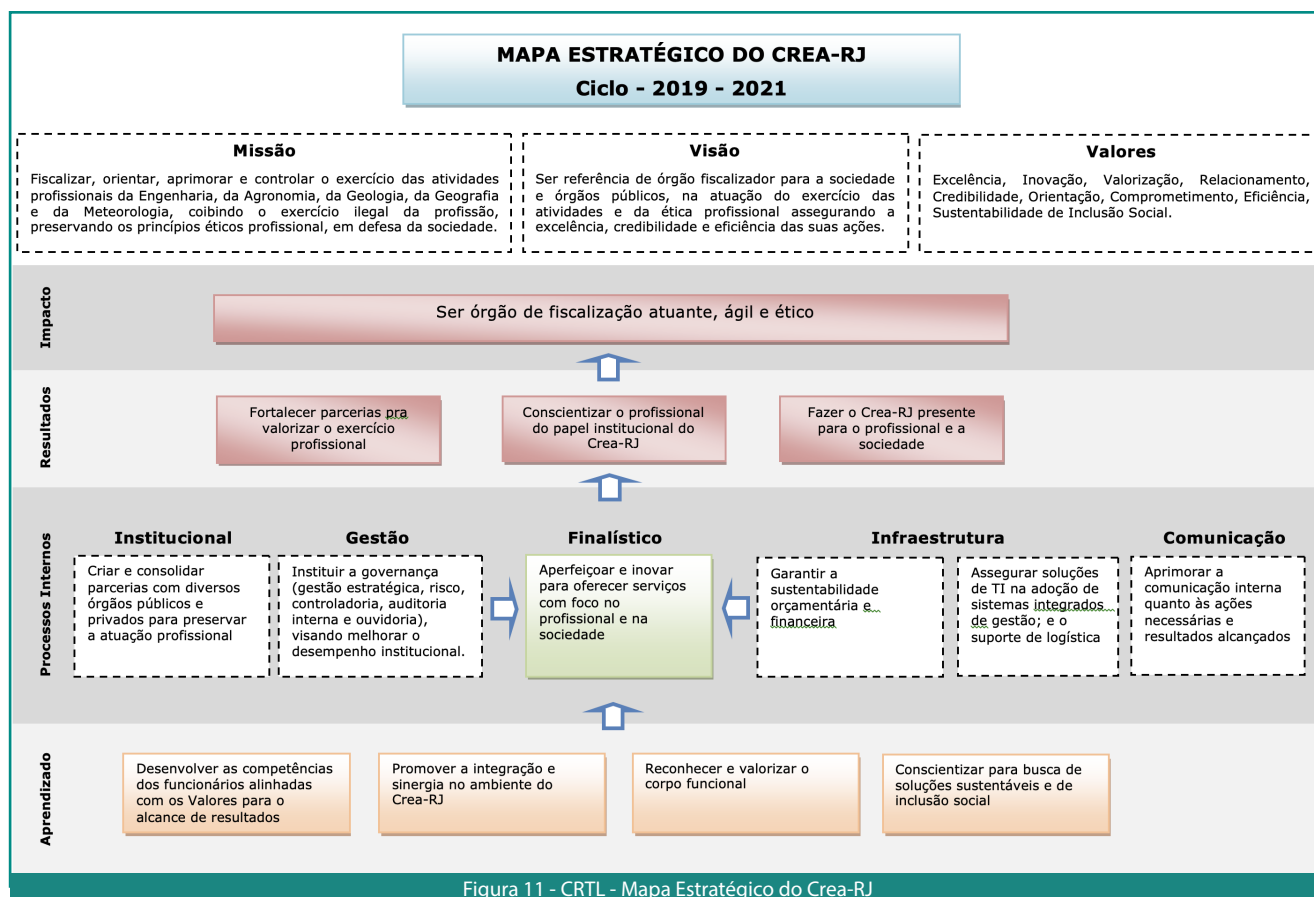 MAPA ESTRATÉGICO DO CREA-RJ
Ciclo - 2019 - 2021
Missão
Fiscalizar, orientar, aprimorar e controlar o exercício das atividades
profissionais da Engenharia, da Agronomia, da Geologia, da Geografia
e da Meteorologia, coibindo o exercício ilegal da profissão,
preservando os princípios éticos profissional, em defesa da sociedade.
Visão
Ser referência de órgão fiscalizador para a sociedade
e órgãos públicos, na atuação do exercício das
atividades e da ética profissional assegurando a
excelência, credibilidade e eficiência das suas ações.
Valores
Excelência, Inovação, Valorização, Relacionamento,
Credibilidade, Orientação, Comprometimento, Eficiência,
Sustentabilidade de Inclusão Social.
Impacto
Ser órgão de fiscalização atuante, ágil e ético
Resultados
Fortalecer parcerias pra
valorizar o exercício
profissional
Conscientizar o profissional
do papel institucional do
Crea-RJ
Fazer o Crea-RJ presente
para o profissional e a
sociedade
Processos Internos
Institucional
Criar e consolidar
parcerias com diversos
órgãos públicos e
privados para preservar
a atuação profissional
Gestão
Instituir a governança
(gestão estratégica, risco,
controladoria, auditoria
interna e ouvidoria),
visando melhorar o
desempenho institucional.
Finalístico
Aperfeiçoar e inovar
para oferecer serviços
com foco no
profissional e na
sociedade
Infraestrutura
Garantir a
sustentabilidade
orçamentária e
financeira
Assegurar soluções
de TI na adoção de
sistemas integrados
de gestão; e o
suporte de logística
Comunicação
Aprimorar a
comunicação interna
quanto às ações
necessárias e
resultados alcançados
Aprendizado
Desenvolver as competências
dos funcionários alinhadas
com os Valores para o
alcance de resultados
Promover a integração e
sinergia no ambiente do
Crea-RJ
Reconhecer e valorizar o
corpo funcional
Conscientizar para busca de
soluções sustentáveis e de
inclusão social
Figura 11 - CRTL - Mapa Estratégico do Crea-RJ